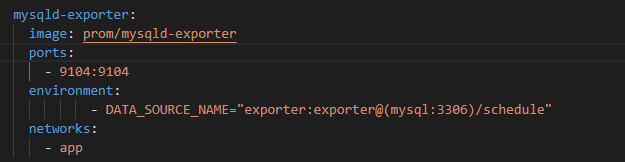 mysqld-exporter:
image: prom/mysqld-exporter
ports:
- 9104:9104
environment:
- DATA_SOURCE_NAME="exporter:exporter@(mysql:3306)/schedule"
networks:
- app